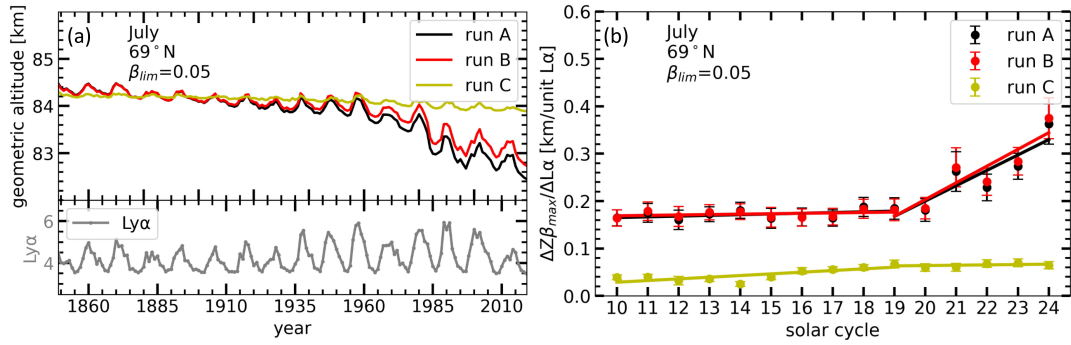 (a)
July
69°N
βlim=0.05
run A
run B
run C
geometric altitude [km]
85
84
83
Lyα
Lyα
6
4
1860
1885
1910
1935
1960
1985
2010
year
(b)
July
69°N
βlim=0.05
run A
run B
run C
ΔZβmax/ΔLα [km/unit Lα]
0.6
0.5
0.4
0.3
0.2
0.1
0.0
10 11 12 13 14 15 16 17 18 19 20 21 22 23 24
solar cycle